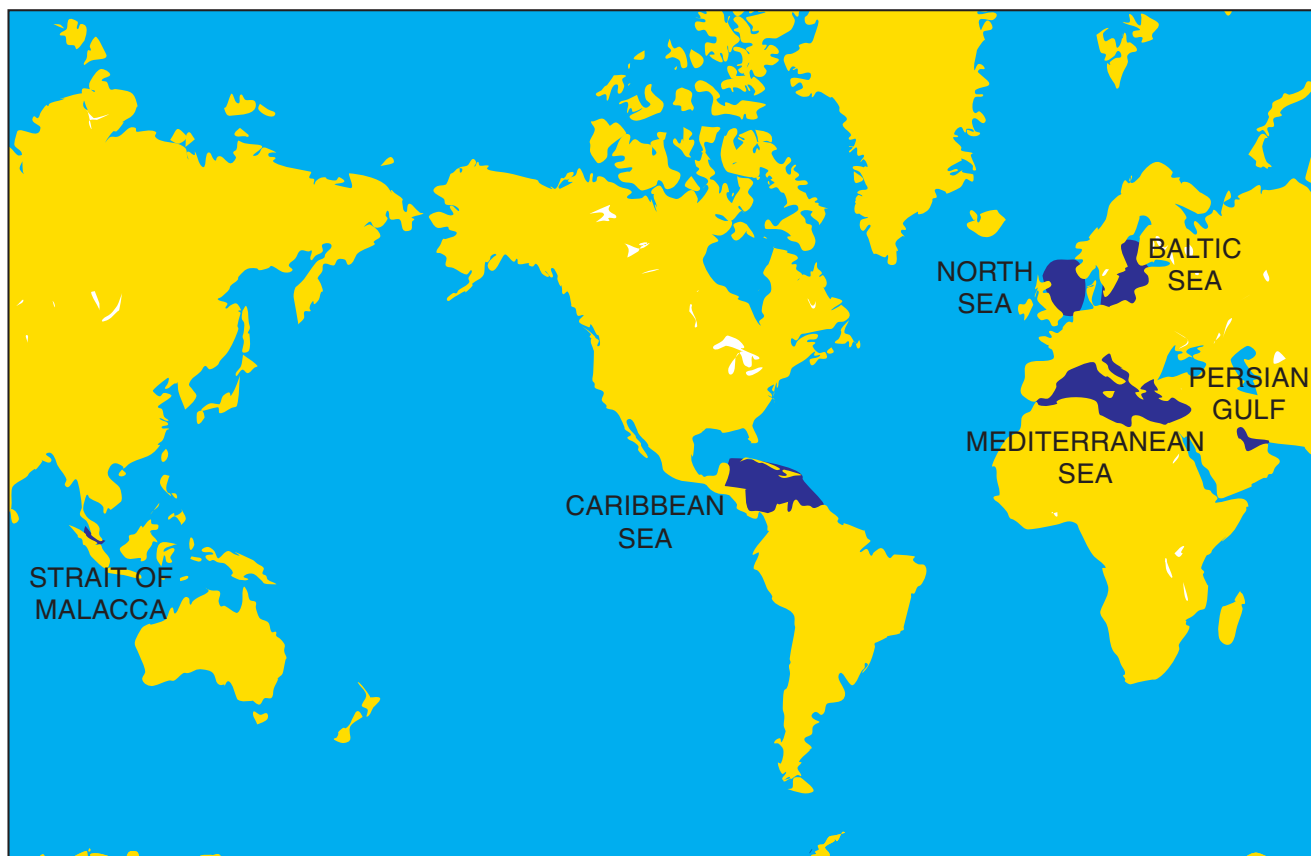 BALTIC
SEA
NORTH
SEA
PERSIAN
GULF
MEDITERRANEAN
SEA
CARIBBEAN
SEA
STRAIT OF
MALACCA